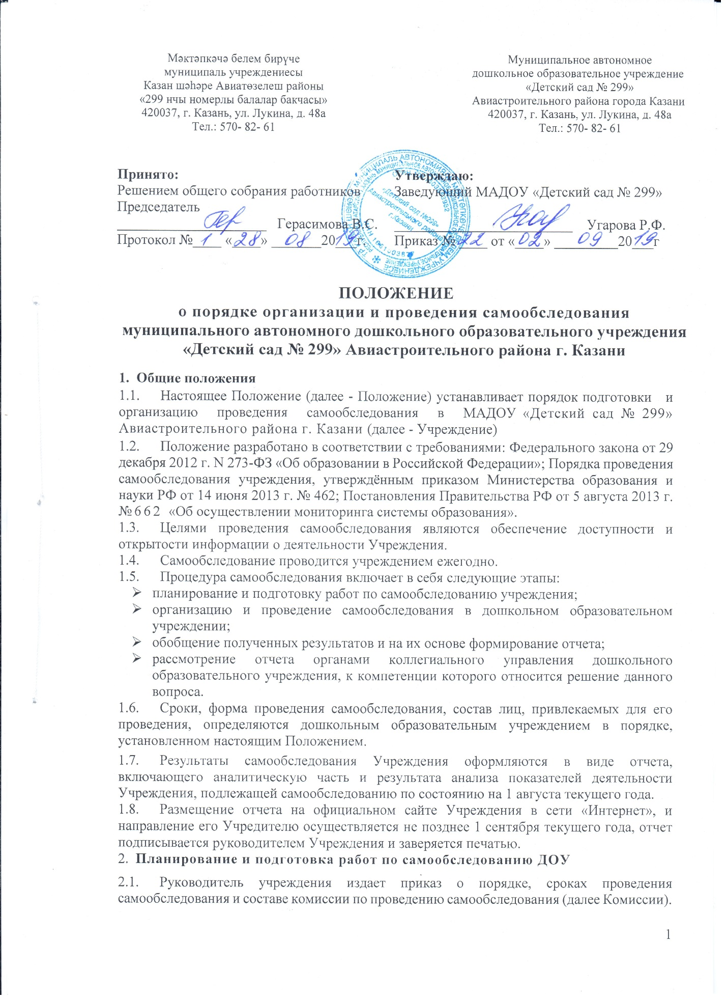 Мәктәпкәчә белем бирүче
муниципаль учреждениесы
Казан шәһәре Авиатөзелеш районы
«299 нчы номерлы балалар бакчасы»
420037, г. Казань, ул. Лукина, д. 48а
Тел.: 570- 82- 61
Муниципальное автономное
дошкольное образовательное учреждение
«Детский сад № 299»
Авиастроительного района города Казани
420037, г. Казань, ул. Лукина, д. 48а
Тел.: 570- 82- 61
Принято:
Решением общего собрания работников
Председатель
Герасимова В.С.
Протокол № 1 «28» 08 2019 г.
Утверждаю:
Заведующий МАДОУ «Детский сад № 299»
Угарова Р.Ф.
Приказ № 22 от «02» 09 2019г
«Детский сад №299»
Авиастроительного района
г.Казани
ПОЛОЖЕНИЕ
о порядке организации и проведения самообследования
муниципального автономного дошкольного образовательного учреждения
«Детский сад № 299» Авиастроительного района г. Казани
1. Общие положения
1.1. Настоящее Положение (далее - Положение) устанавливает порядок подготовки и
организацию проведения самообследования в МАДОУ «Детский сад № 299»
Авиастроительного района г. Казани (далее - Учреждение)
1.2. Положение разработано в соответствии с требованиями: Федерального закона от 29
декабря 2012 г. N 273-ФЗ «Об образовании в Российской Федерации»; Порядка проведения
самообследования учреждения, утверждённым приказом Министерства образования и
науки РФ от 14 июня 2013 г. № 462; Постановления Правительства РФ от 5 августа 2013 г.
№662 «Об осуществлении мониторинга системы образования».
1.3. Целями проведения самообследования являются обеспечение доступности и
открытости информации о деятельности Учреждения.
1.4. Самообследование проводится учреждением ежегодно.
1.5. Процедура самообследования включает в себя следующие этапы:
➢ планирование и подготовку работ по самообследованию учреждения;
➢ организацию и проведение самообследования в дошкольном образовательном
учреждении;
➢ обобщение полученных результатов и на их основе формирование отчета;
➢ рассмотрение отчета органами коллегиального управления дошкольного
образовательного учреждения, к компетенции которого относится решение данного
вопроса.
1.6. Сроки, форма проведения самообследования, состав лиц, привлекаемых для его
проведения, определяются дошкольным образовательным учреждением в порядке,
установленном настоящим Положением.
1.7. Результаты самообследования Учреждения оформляются в виде отчета,
включающего аналитическую часть и результата анализа показателей деятельности
Учреждения, подлежащей самообследованию по состоянию на 1 августа текущего года.
1.8. Размещение отчета на официальном сайте Учреждения в сети «Интернет», и
направление его Учредителю осуществляется не позднее 1 сентября текущего года, отчет
подписывается руководителем Учреждения и заверяется печатью.
2. Планирование и подготовка работ по самообследованию ДОУ
2.1. Руководитель учреждения издает приказ о порядке, сроках проведения
самообследования и составе комиссии по проведению самообследования (далее Комиссии).
1